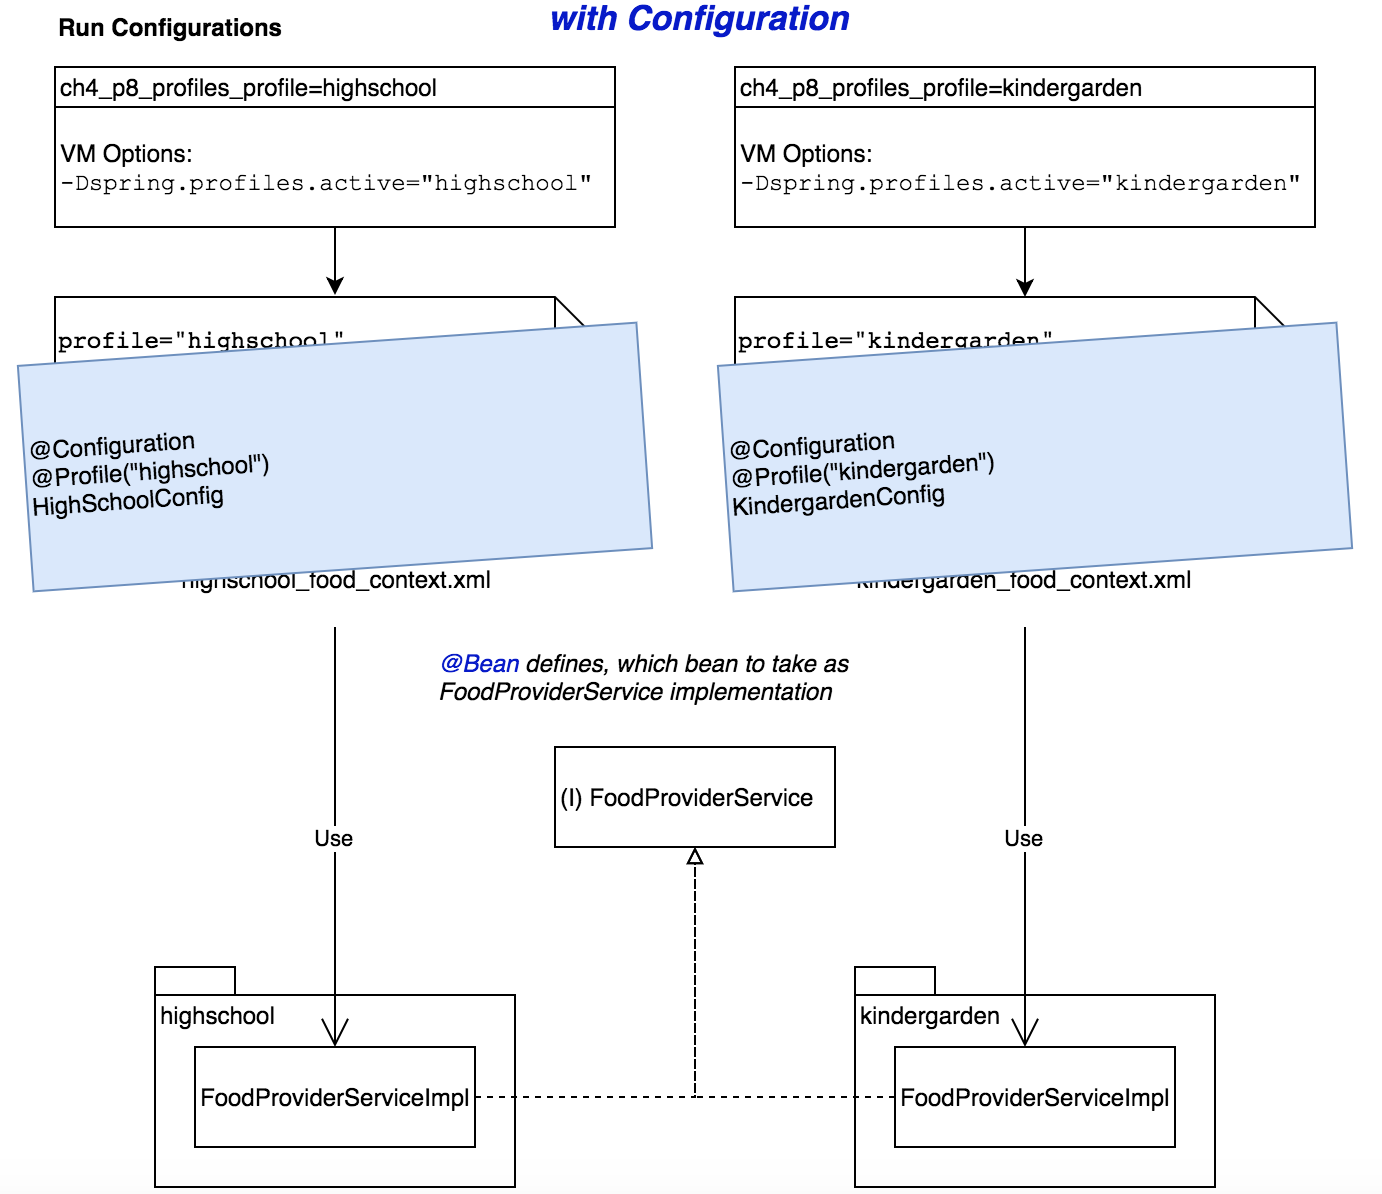 with Configuration
Run Configurations
ch4_p8_profiles_profile=highschool
VM Options:
-Dspring.profiles.active="highschool"
ch4_p8_profiles_profile=kindergarden
VM Options:
-Dspring.profiles.active="kindergarden"
profile="highschool"
@Configuration
@Profile("highschool")
HighSchoolConfig
highschool_food_context.xml
profile="kindergarden"
@Configuration
@Profile("kindergarden")
KindergardenConfig
kindergarden_food_context.xml
@Bean defines, which bean to take as
FoodProviderService implementation
(I) FoodProviderService
Use
Use
highschool
FoodProviderServiceImpl
kindergarden
FoodProviderServiceImpl